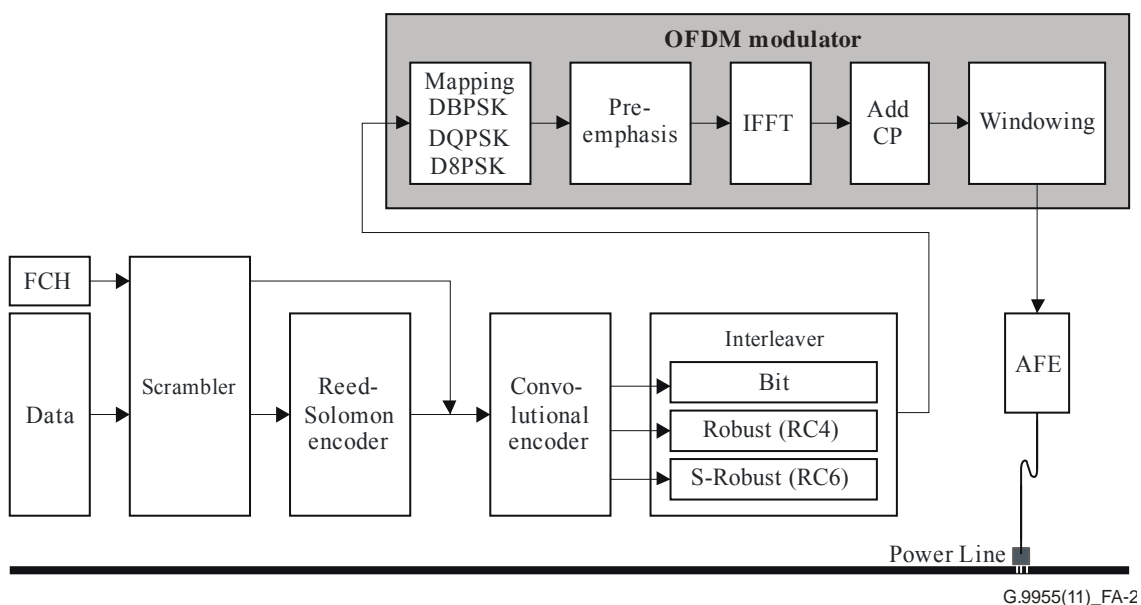 OFDM modulator
Mapping
DBPSK
DQPSK
D8PSK
Pre-
emphasis
IFFT
Add
CP
Windowing
FCH
Data
Scrambler
Reed-
Solomon
encoder
Convo-
lutional
encoder
Interleaver
Bit
Robust (RC4)
S-Robust (RC6)
AFE
Power Line
G.9955(11)_FA-2